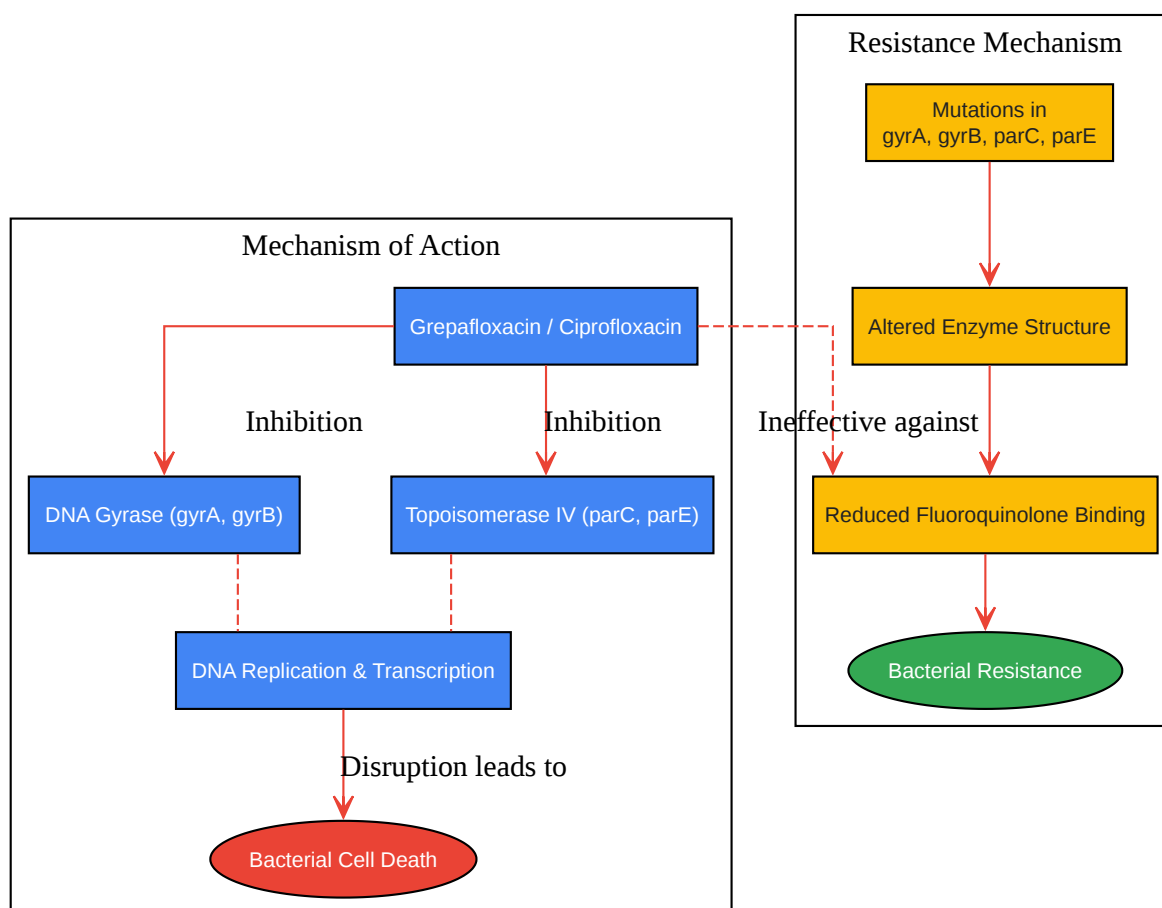 Resistance Mechanism
Mutations in
gyrA, gyrB, parC, parE
Mechanism of Action
Grepafloxacin / Ciprofloxacin
Altered Enzyme Structure
Inhibition
Inhibition
Ineffective against
DNA Gyrase (gyrA, gyrB)
Topoisomerase IV (parC, parE)
Reduced Fluoroquinolone Binding
DNA Replication & Transcription
Bacterial Resistance
Disruption leads to
Bacterial Cell Death